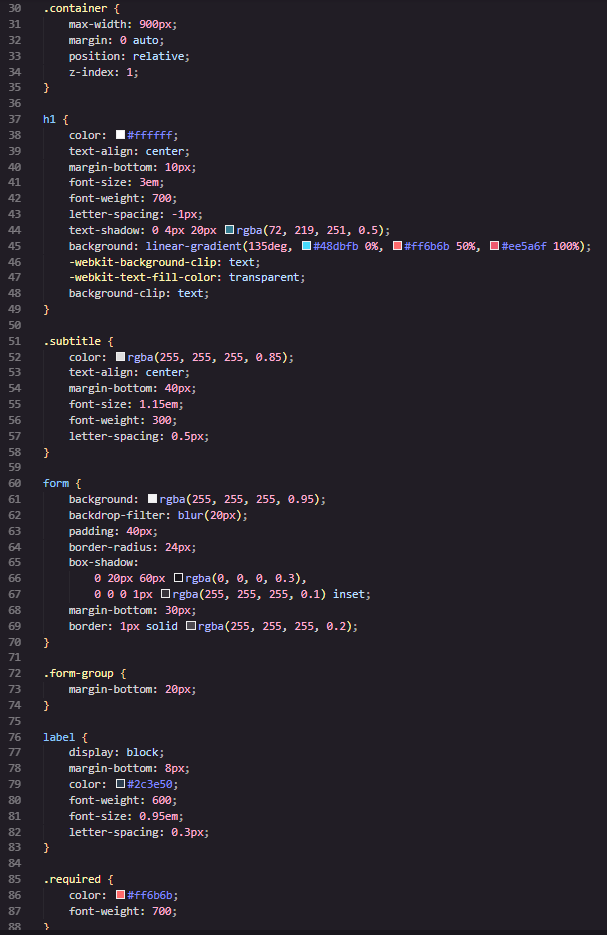 30 .container {
31     max-width: 900px;
32     margin: 0 auto;
33     position: relative;
34     z-index: 1;
35 }
36
37 h1 {
38     color: #ffffff;
39     text-align: center;
40     margin-bottom: 10px;
41     font-size: 3em;
42     font-weight: 700;
43     letter-spacing: -1px;
44     text-shadow: 0 4px 20px rgba(72, 219, 251, 0.5);
45     background: linear-gradient(135deg, #48dbfb 0%, #ff6b6b 50%, #ee5a6f 100%);
46     -webkit-background-clip: text;
47     -webkit-text-fill-color: transparent;
48     background-clip: text;
49 }
50
51 .subtitle {
52     color: rgba(255, 255, 255, 0.85);
53     text-align: center;
54     margin-bottom: 40px;
55     font-size: 1.15em;
56     font-weight: 300;
57     letter-spacing: 0.5px;
58 }
59
60 form {
61     background: rgba(255, 255, 255, 0.95);
62     backdrop-filter: blur(20px);
63     padding: 40px;
64     border-radius: 24px;
65     box-shadow:
66         0 20px 60px rgba(0, 0, 0, 0.3),
67         0 0 0 1px rgba(255, 255, 255, 0.1) inset;
68     margin-bottom: 30px;
69     border: 1px solid rgba(255, 255, 255, 0.2);
70 }
71
72 .form-group {
73     margin-bottom: 20px;
74 }
75
76 label {
77     display: block;
78     margin-bottom: 8px;
79     color: #2c3e50;
80     font-weight: 600;
81     font-size: 0.95em;
82     letter-spacing: 0.3px;
83 }
84
85 .required {
86     color: #ff6b6b;
87     font-weight: 700;
88 }